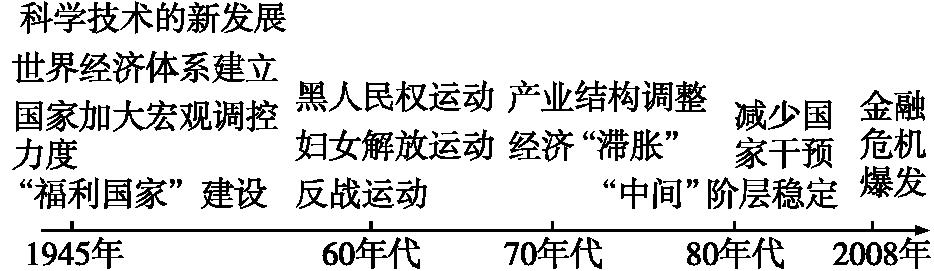 科学技术的新发展
世界经济体系建立
国家加大宏观调控
力度
“福利国家”建设
黑人民权运动
妇女解放运动
反战运动
产业结构调整
经济“滞胀”
“中间”阶层稳定
减少国
家干预
金融
危机
爆发
1945年 60年代 70年代 80年代 2008年